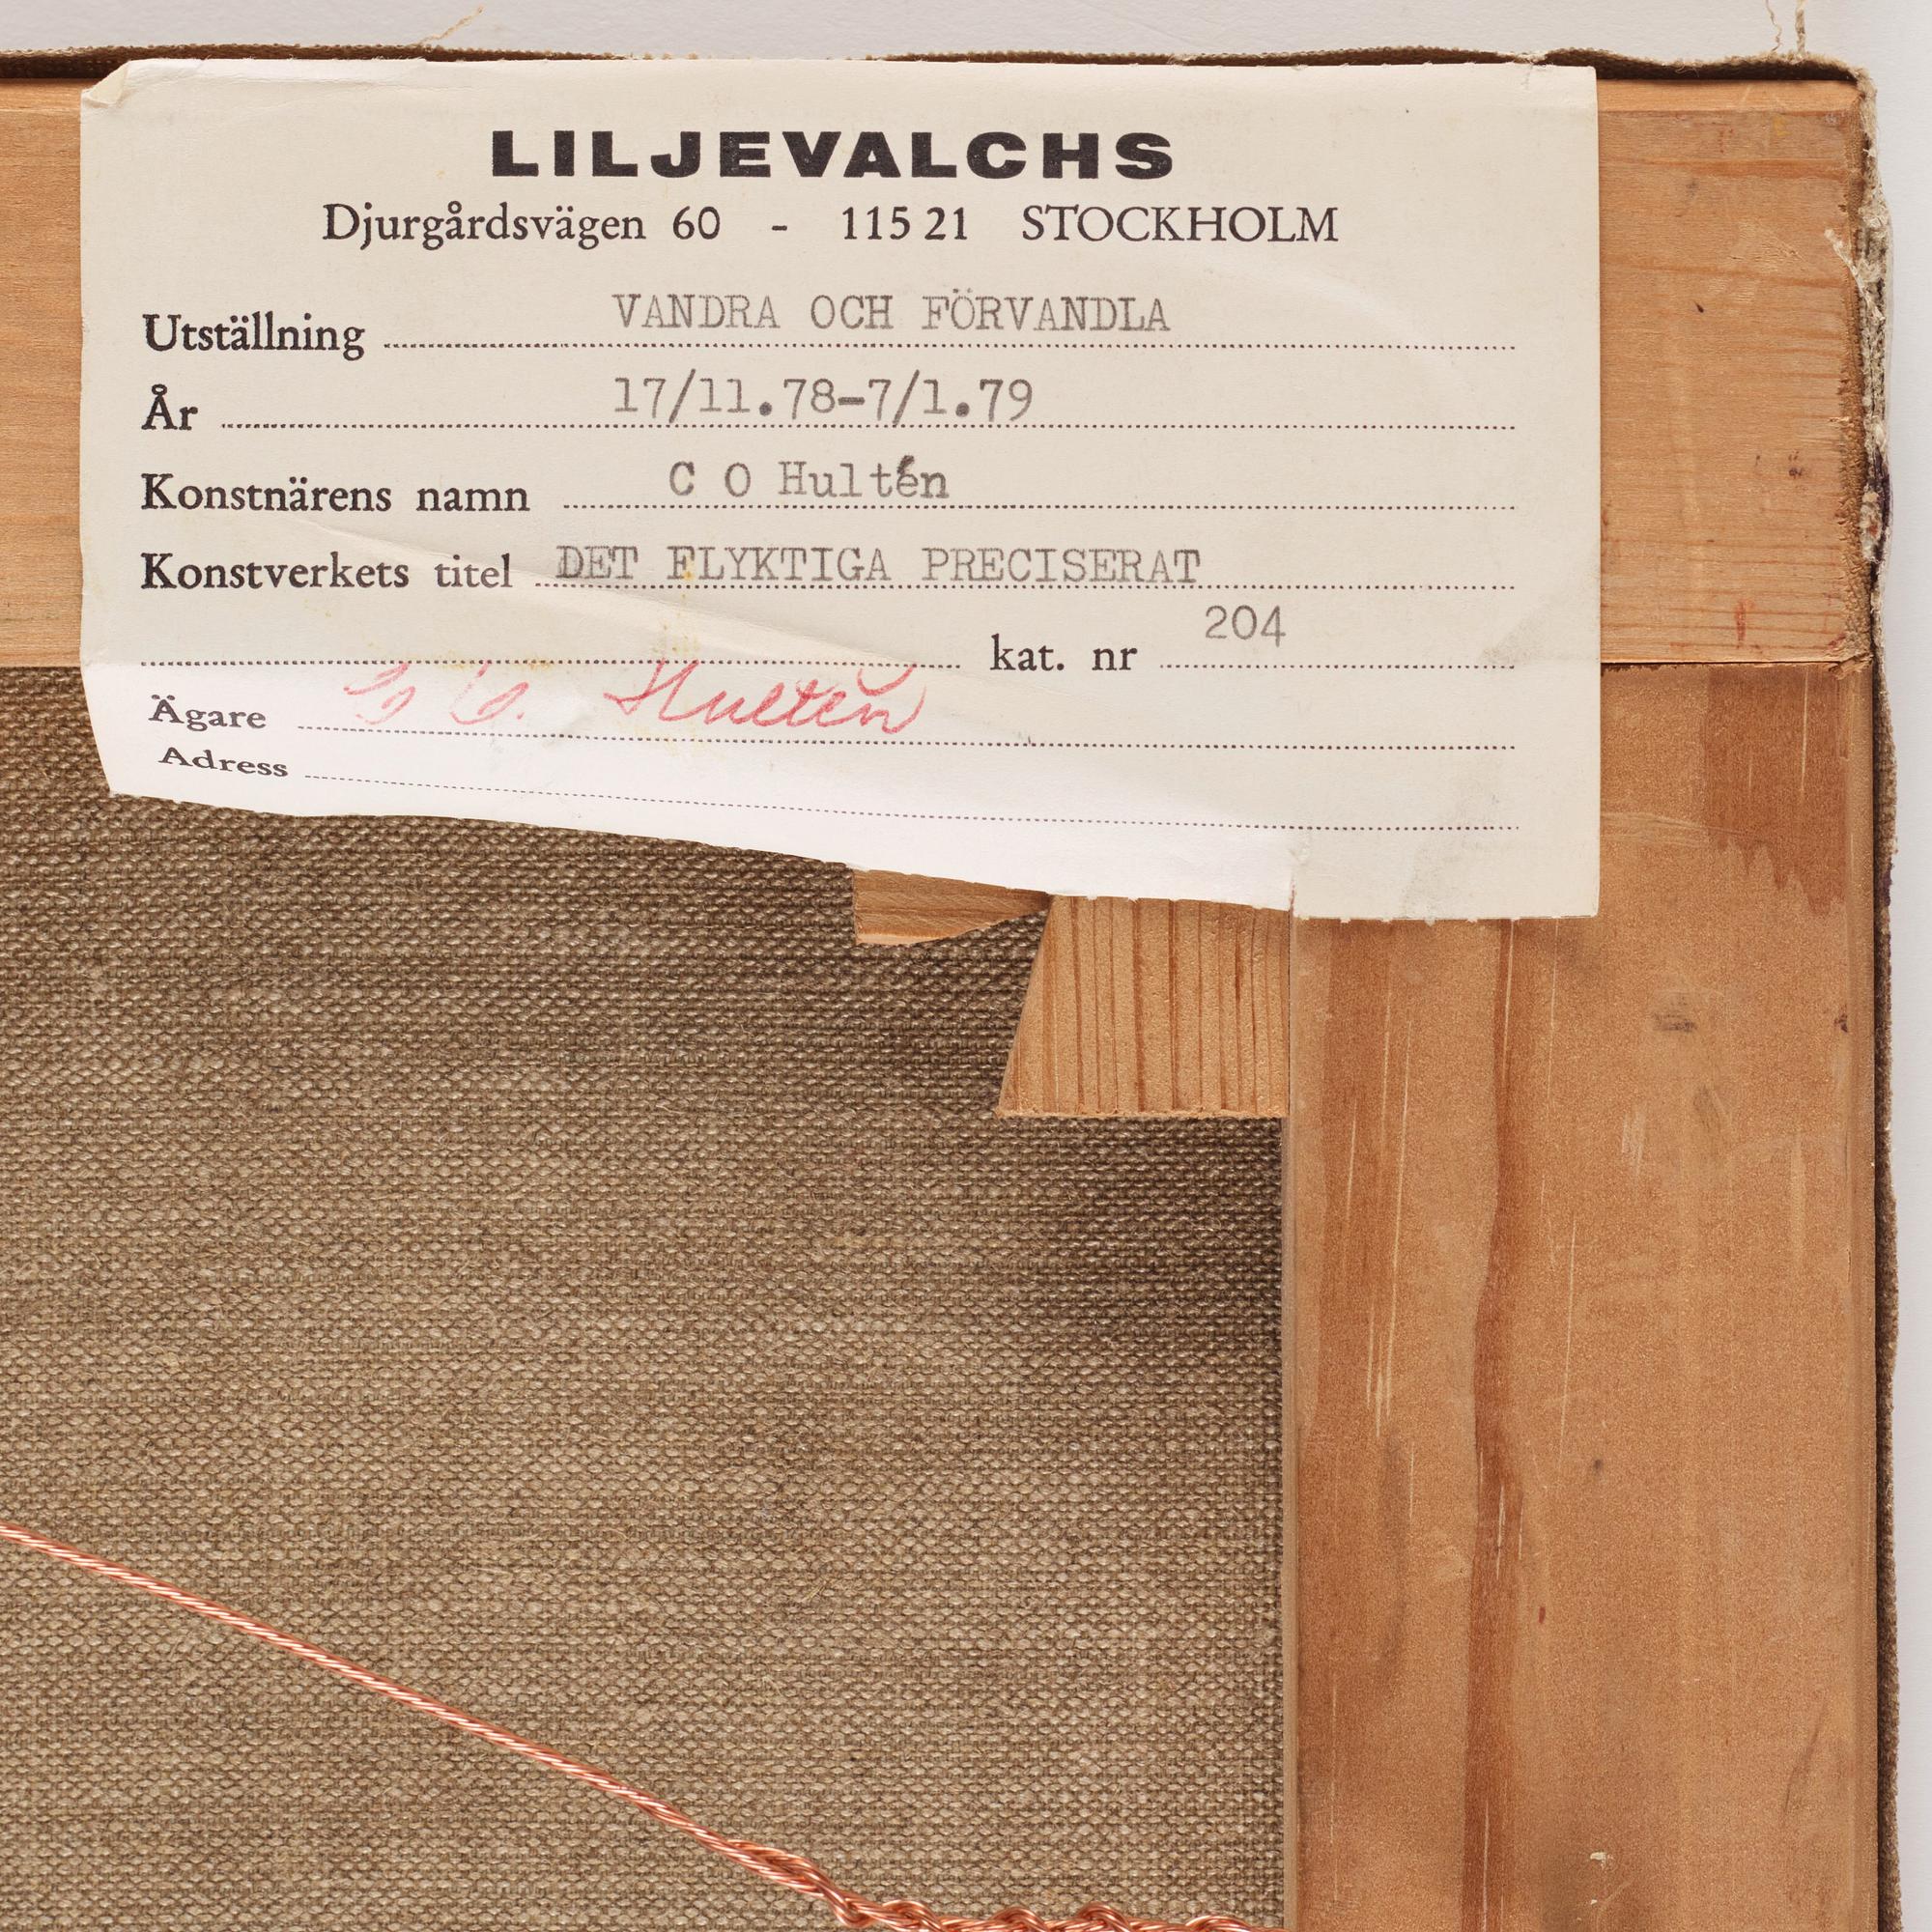 LILJEVALCHS
Djurgårdsvägen 60 - 115 21 STOCKHOLM
Utställning VANDRA OCH FÖRVANDLA
År 17/11.78-7/1.79
Konstnärens namn C O Hultén
Konstverkets titel DET FLYKTIGA PRECISERAT
kat. nr 204
Ägare C O. Hultén
Adress